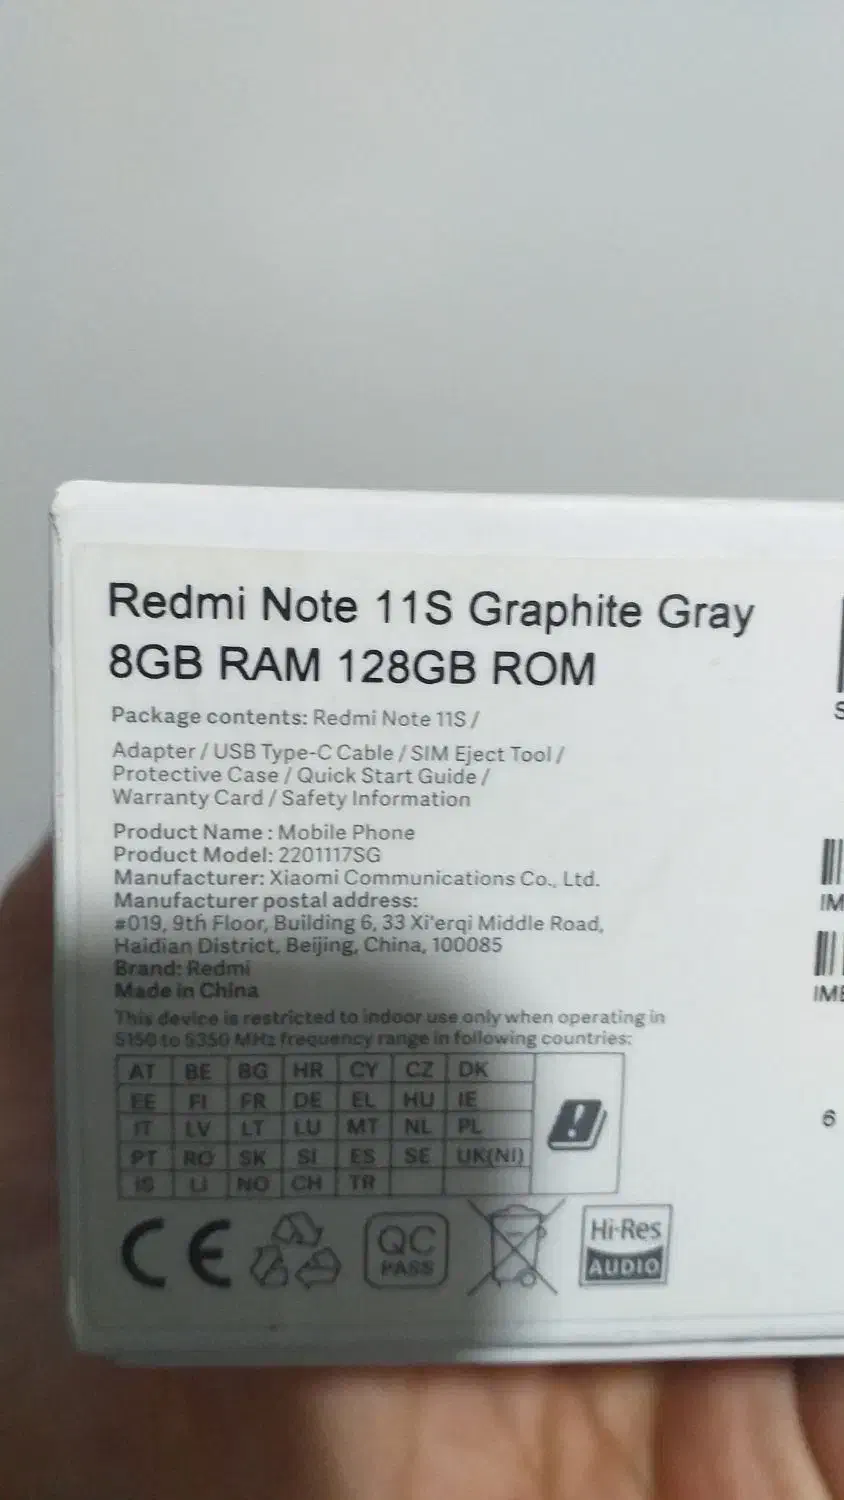 Redmi Note 11S Graphite Gray
8GB RAM 128GB ROM
Package contents: Redmi Note 11S /
Adapter / USB Type-C Cable / SIM Eject Tool /
Protective Case / Quick Start Guide /
Warranty Card / Safety Information
Product Name : Mobile Phone
Product Model: 2201117SG
Manufacturer: Xiaomi Communications Co., Ltd.
Manufacturer postal address:
#019, 9th Floor, Building 6, 33 Xi'erqi Middle Road,
Haidian District, Beijing, China, 100085
Brand: Redmi
Made in China
This device is restricted to indoor use only when operating in
5150 to 5350 MHz frequency range in following countries:
AT BE BG HR CY CZ DK
EE FI FR DE EL HU IE
IT LV LT LU MT NL PL
PT RO SK SI ES SE UK(NI)
IS LI NO CH TR
!
CE
QC
PASS
Hi-Res
AUDIO
6